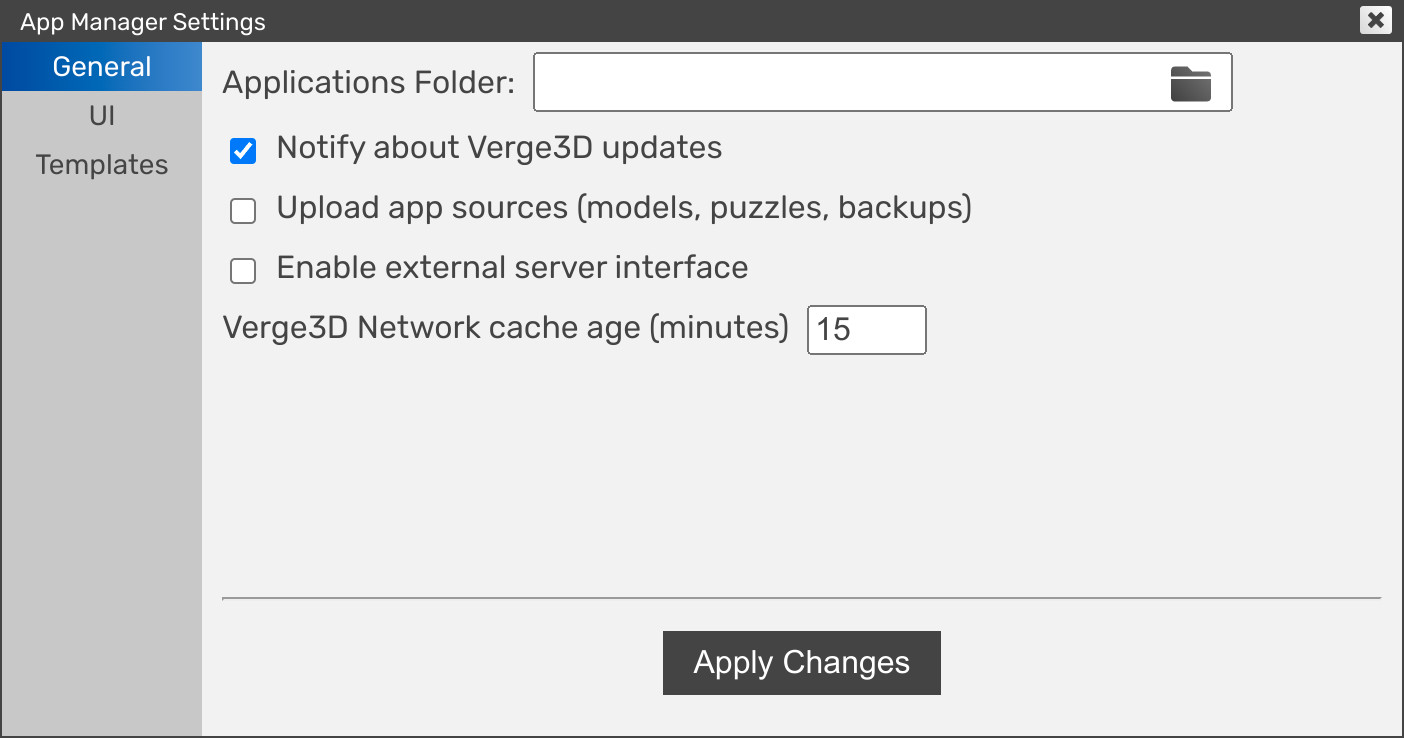 App Manager Settings
General
UI
Templates
Applications Folder:
Notify about Verge3D updates
Upload app sources (models, puzzles, backups)
Enable external server interface
Verge3D Network cache age (minutes) 15
Apply Changes